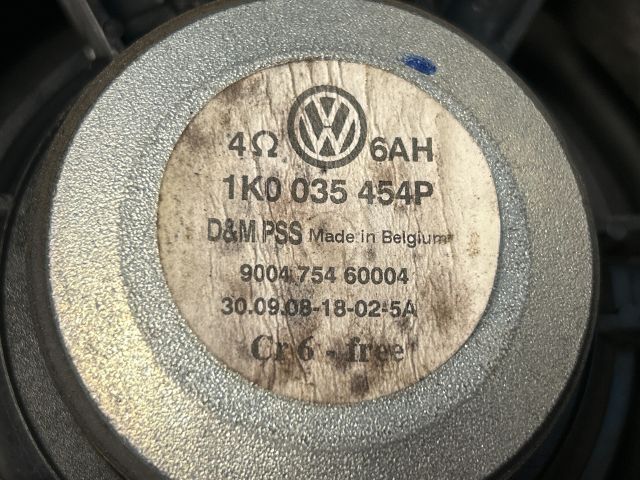 4Ω 6AH
1K0 035 454P
D&M PSS Made in Belgium
9004 754 60004
30.09.08-18-02-5A
Cr 6 - free